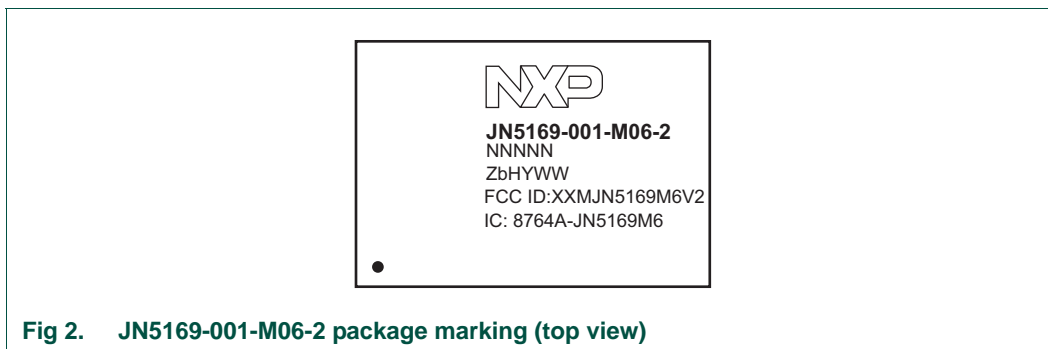 NXP
JN5169-001-M06-2
NNNNN
ZbHYWW
FCC ID:XXMJN5169M6V2
IC: 8764A-JN5169M6
Fig 2. JN5169-001-M06-2 package marking (top view)